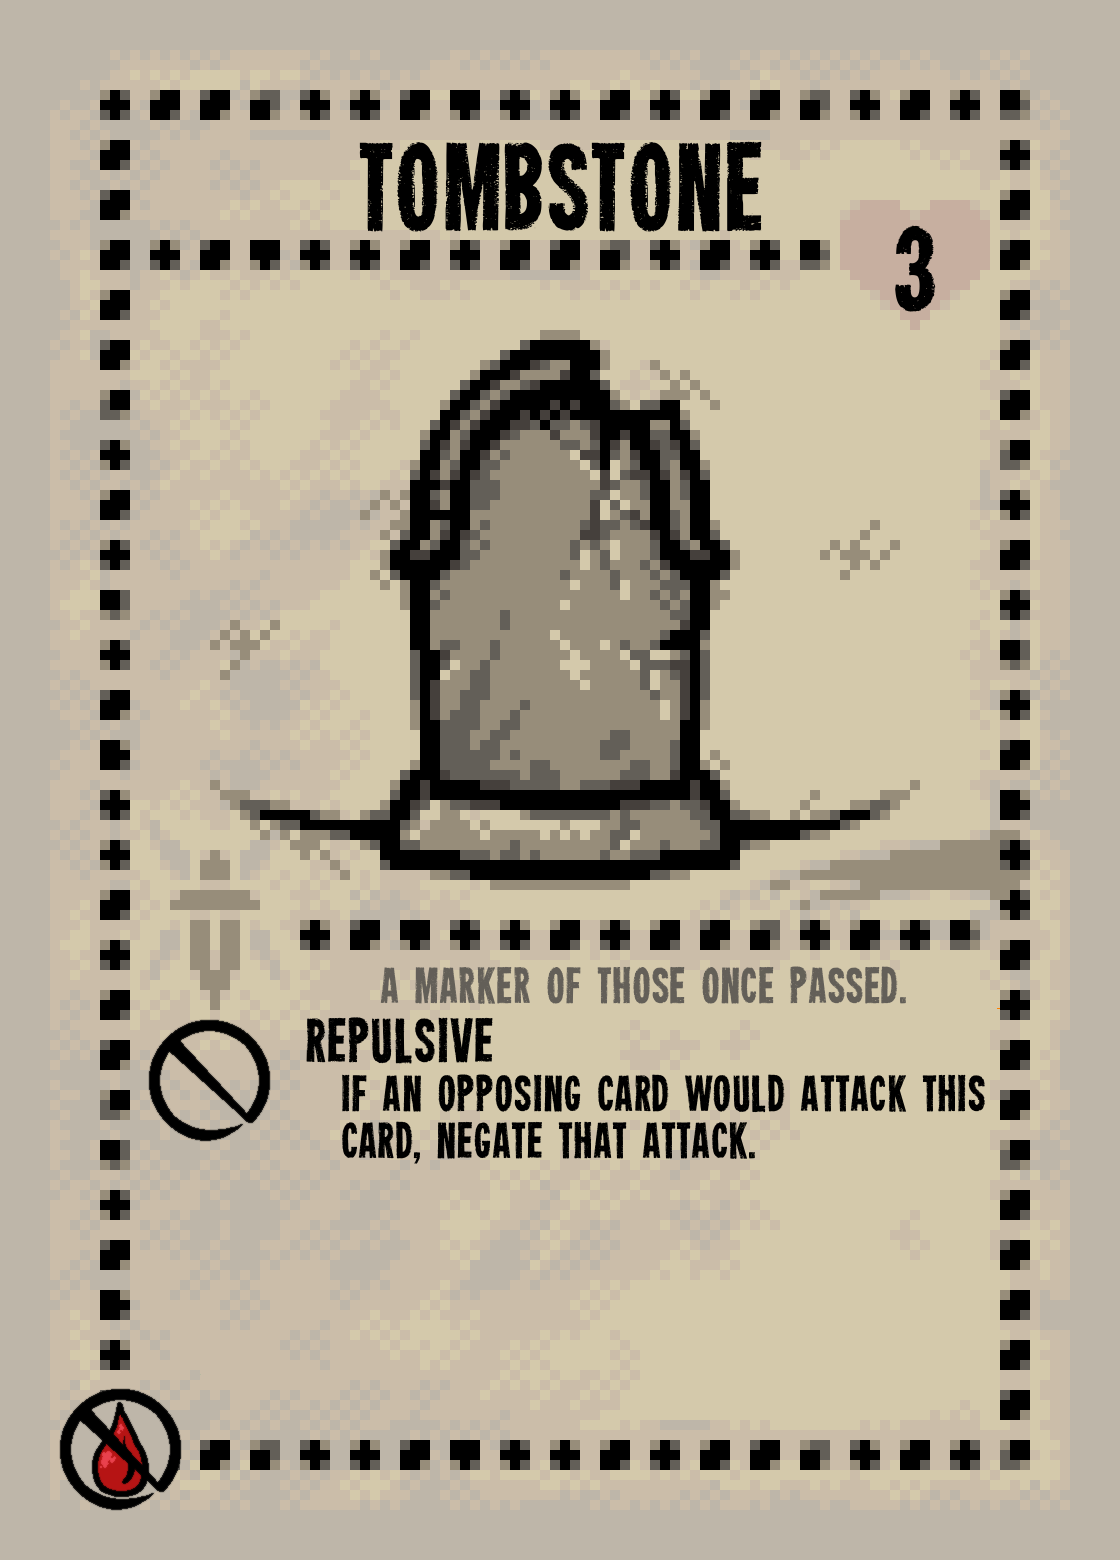 TOMBSTONE
3
A MARKER OF THOSE ONCE PASSED.
REPULSIVE
IF AN OPPOSING CARD WOULD ATTACK THIS
CARD, NEGATE THAT ATTACK.